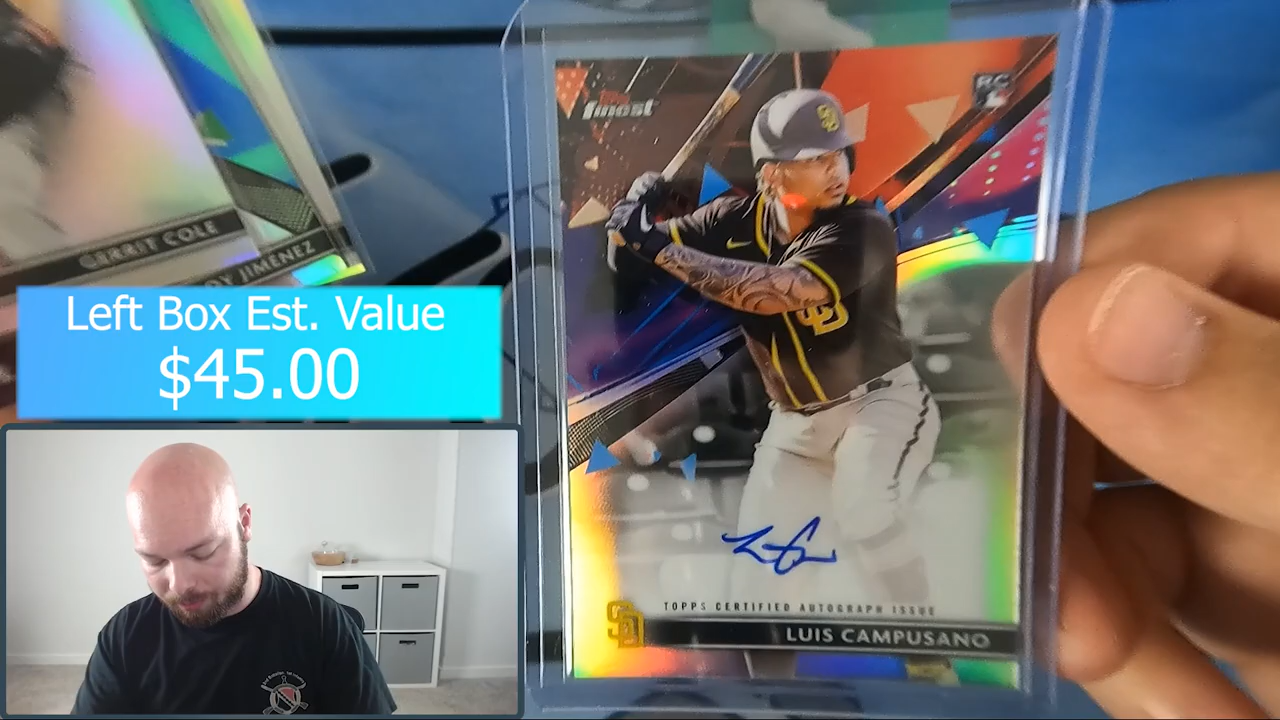 GERRIT COLE
JIMENEZ
Left Box Est. Value
$45.00
finest
RC
SD
SD
TOPPS CERTIFIED AUTOGRAPH ISSUE
SD
LUIS CAMPUSANO